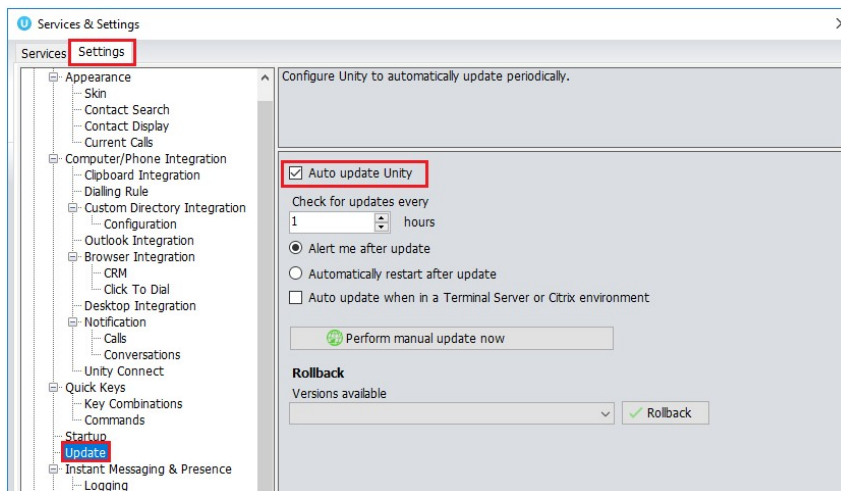 Services & Settings
Services Settings
Appearance
Skin
Contact Search
Contact Display
Current Calls
Computer/Phone Integration
Clipboard Integration
Dialling Rule
Custom Directory Integration
Configuration
Outlook Integration
Browser Integration
CRM
Click To Dial
Desktop Integration
Notification
Calls
Conversations
Unity Connect
Quick Keys
Key Combinations
Commands
Startup
Update
Instant Messaging & Presence
Logging
Configure Unity to automatically update periodically.
Auto update Unity
Check for updates every
1 hours
Alert me after update
Automatically restart after update
Auto update when in a Terminal Server or Citrix environment
Perform manual update now
Rollback
Versions available
Rollback